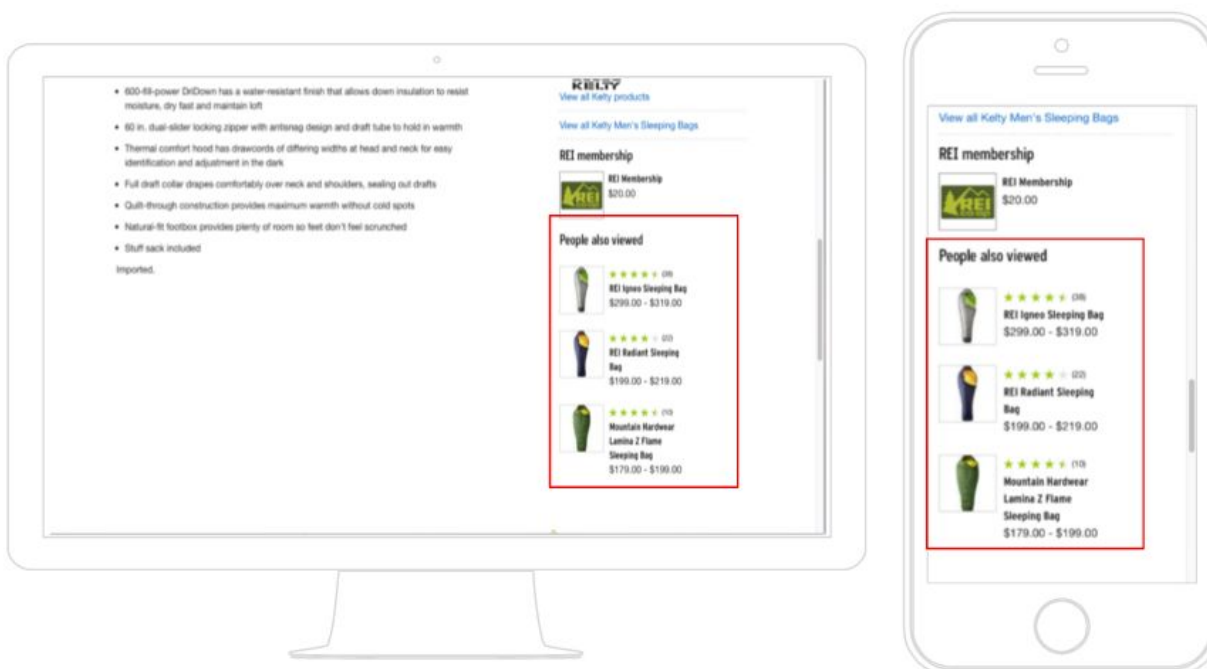 600-fill-power DriDown has a water-resistant finish that allows down insulation to resist
moisture, dry fast and maintain loft
60 in. dual-slider locking zipper with antisnag design and draft tube to hold in warmth
Thermal comfort hood has drawcords of differing widths at head and neck for easy
identification and adjustment in the dark
Full draft collar drapes comfortably over neck and shoulders, sealing out drafts
Quilt-through construction provides maximum warmth without cold spots
Natural-fit footbox provides plenty of room so feet don't feel scrunched
Stuff sack included
Imported.
KELTY
View all Kelty products
View all Kelty Men's Sleeping Bags
REI membership
REI
REI Membership
$20.00
People also viewed
(38)
REI Igneo Sleeping Bag
$299.00 - $319.00
(22)
REI Radiant Sleeping
Bag
$199.00 - $219.00
(10)
Mountain Hardwear
Lamina Z Flame
Sleeping Bag
$179.00 - $199.00
View all Kelty Men's Sleeping Bags
REI membership
REI
REI Membership
$20.00
People also viewed
(38)
REI Igneo Sleeping Bag
$299.00 - $319.00
(22)
REI Radiant Sleeping
Bag
$199.00 - $219.00
(10)
Mountain Hardwear
Lamina Z Flame
Sleeping Bag
$179.00 - $199.00